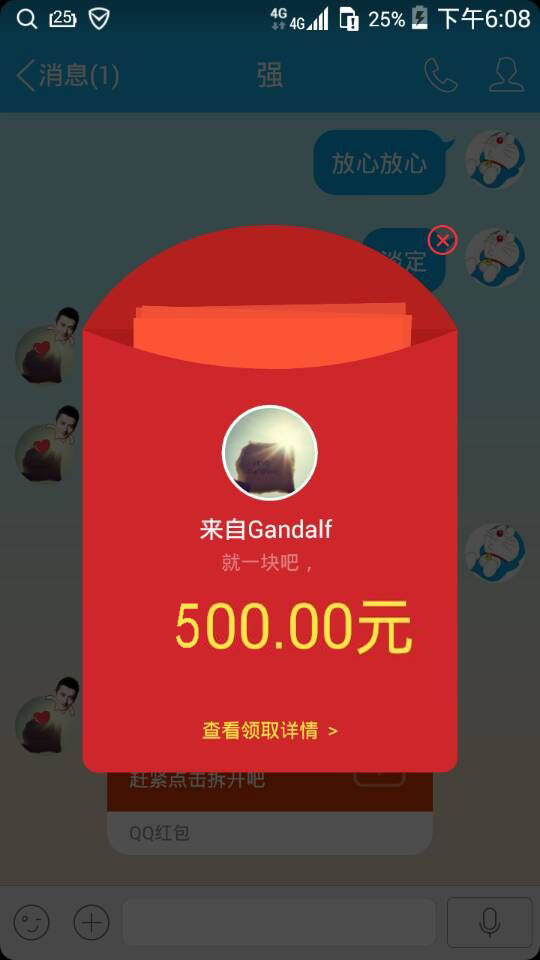 25
4G
4G
25%
下午6:08
消息(1)
强
放心放心
淡定
来自Gandalf
就一块吧，
500.00元
查看领取详情 >
赶紧点击拆开吧
QQ红包